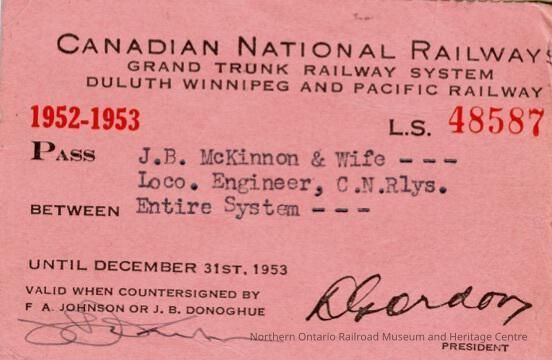 CANADIAN NATIONAL RAILWAYS
GRAND TRUNK RAILWAY SYSTEM
DULUTH WINNIPEG AND PACIFIC RAILWAY
1952-1953
L.S. 48587
PASS J.B. McKinnon & Wife ---
Loco. Engineer, C.N.Rlys.
BETWEEN Entire System ---
UNTIL DECEMBER 31ST, 1953
VALID WHEN COUNTERSIGNED BY
F A. JOHNSON OR J. B. DONOGHUE
DGordon
Northern Ontario Railroad Museum and Heritage Centre
PRESIDENT